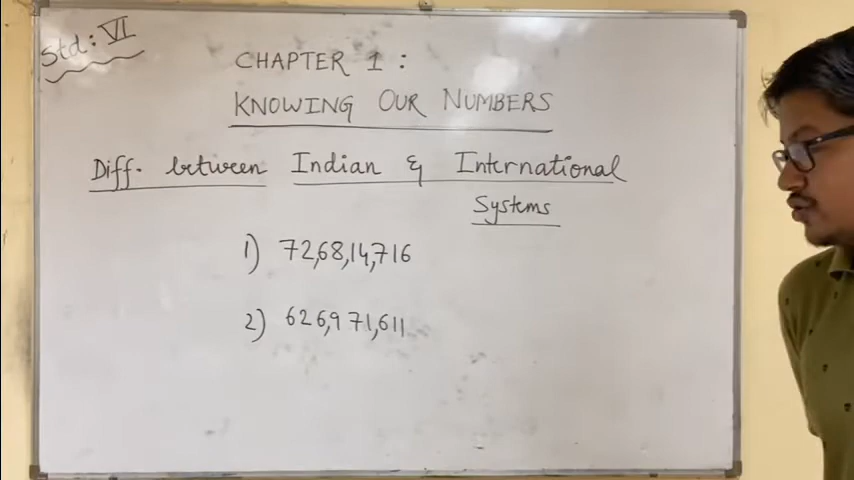 Std: VI
CHAPTER 1 :
KNOWING OUR NUMBERS
Diff. between Indian & International
Systems
1) 72,68,14,716
2) 626,971,611